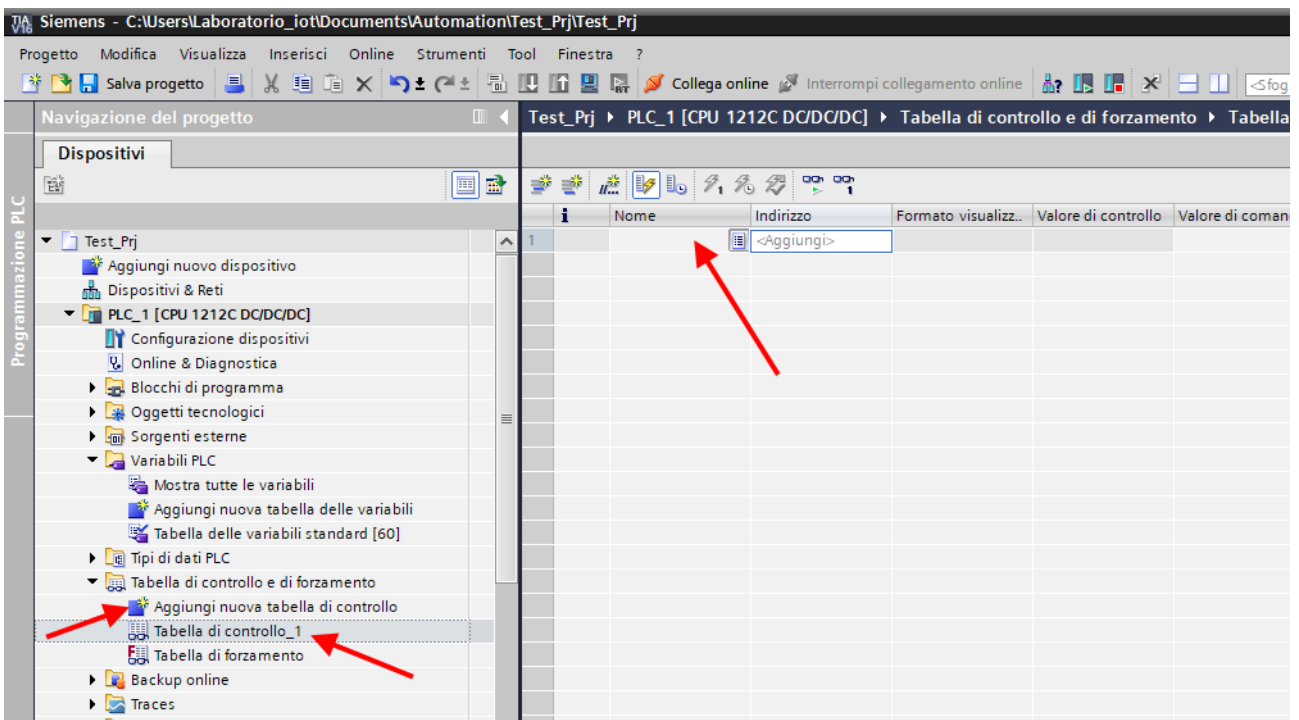 TIA V16 Siemens - C:\Users\Laboratorio_iot\Documents\Automation\Test_Prj\Test_Prj
Progetto Modifica Visualizza Inserisci Online Strumenti Tool Finestra ?
Salva progetto Collega online Interrompi collegamento online <Sfog
Navigazione del progetto
Test_Prj PLC_1 [CPU 1212C DC/DC/DC] Tabella di controllo e di forzamento Tabella
Dispositivi
Programmazione PLC
i Nome Indirizzo Formato visualizz.. Valore di controllo Valore di coman
1 <Aggiungi>
Test_Prj
Aggiungi nuovo dispositivo
Dispositivi & Reti
PLC_1 [CPU 1212C DC/DC/DC]
Configurazione dispositivi
Online & Diagnostica
Blocchi di programma
Oggetti tecnologici
Sorgenti esterne
Variabili PLC
Mostra tutte le variabili
Aggiungi nuova tabella delle variabili
Tabella delle variabili standard [60]
Tipi di dati PLC
Tabella di controllo e di forzamento
Aggiungi nuova tabella di controllo
Tabella di controllo_1
Tabella di forzamento
Backup online
Traces